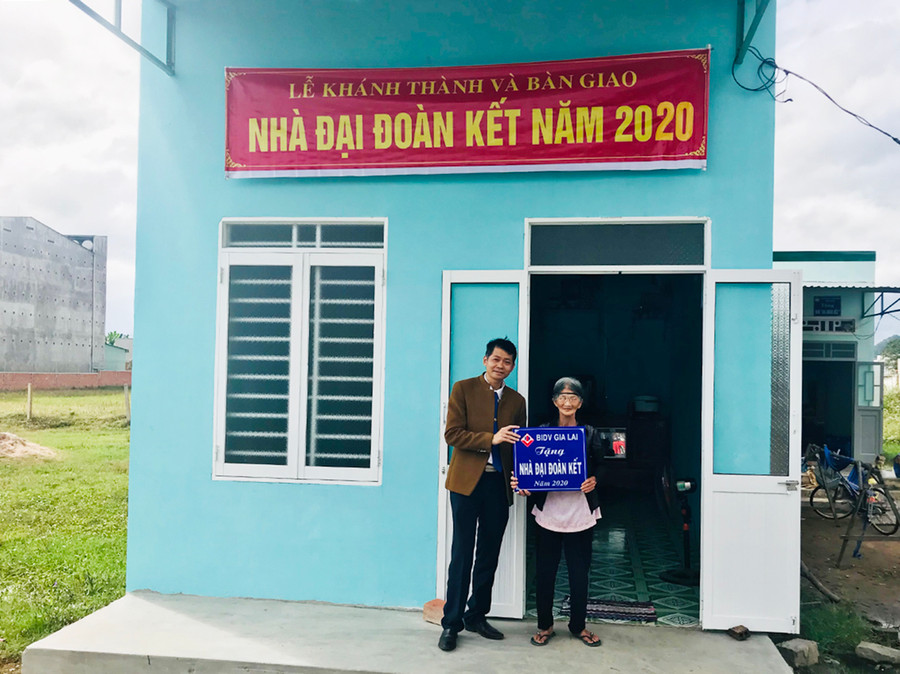 LỄ KHÁNH THÀNH VÀ BÀN GIAO
NHÀ ĐẠI ĐOÀN KẾT NĂM 2020
BIDV GIA LAI
Tặng
NHÀ ĐẠI ĐOÀN KẾT
Năm 2020